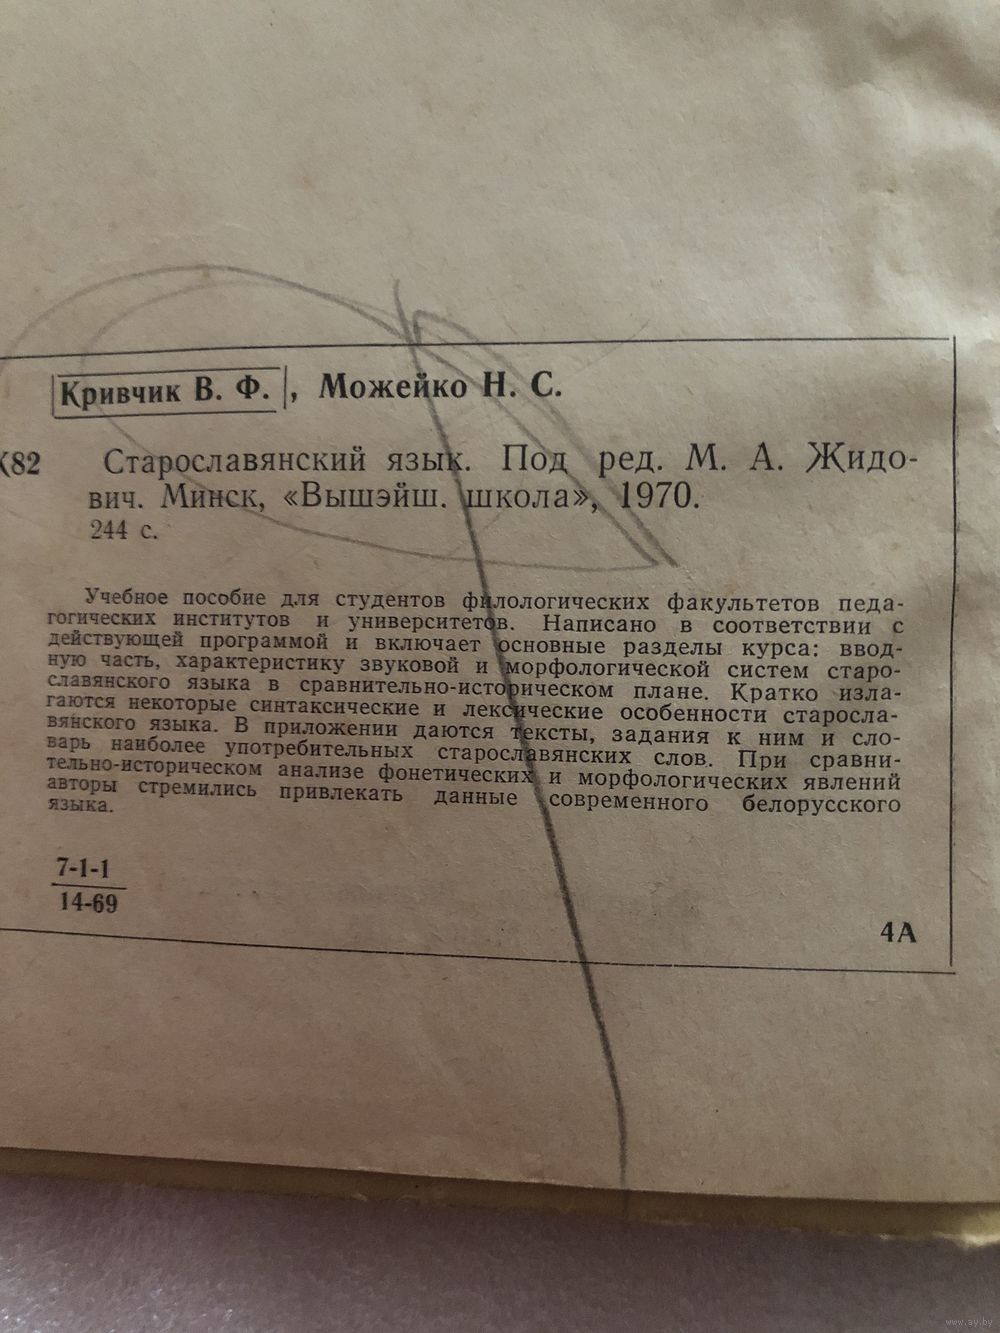 Кривчик В. Ф., Можейко Н. С.
К82 Старославянский язык. Под ред. М. А. Жидо-
вич. Минск, «Вышэйш. школа», 1970.
244 с.
Учебное пособие для студентов филологических факультетов педа-
гогических институтов и университетов. Написано в соответствии с
действующей программой и включает основные разделы курса: ввод-
ную часть, характеристику звуковой и морфологической систем старо-
славянского языка в сравнительно-историческом плане. Кратко изла-
гаются некоторые синтаксические и лексические особенности старосла-
вянского языка. В приложении даются тексты, задания к ним и сло-
варь наиболее употребительных старославянских слов. При сравни-
тельно-историческом анализе фонетических и морфологических явлений
авторы стремились привлекать данные современного белорусского
языка.
7-1-1
14-69
4А
www.ay.by